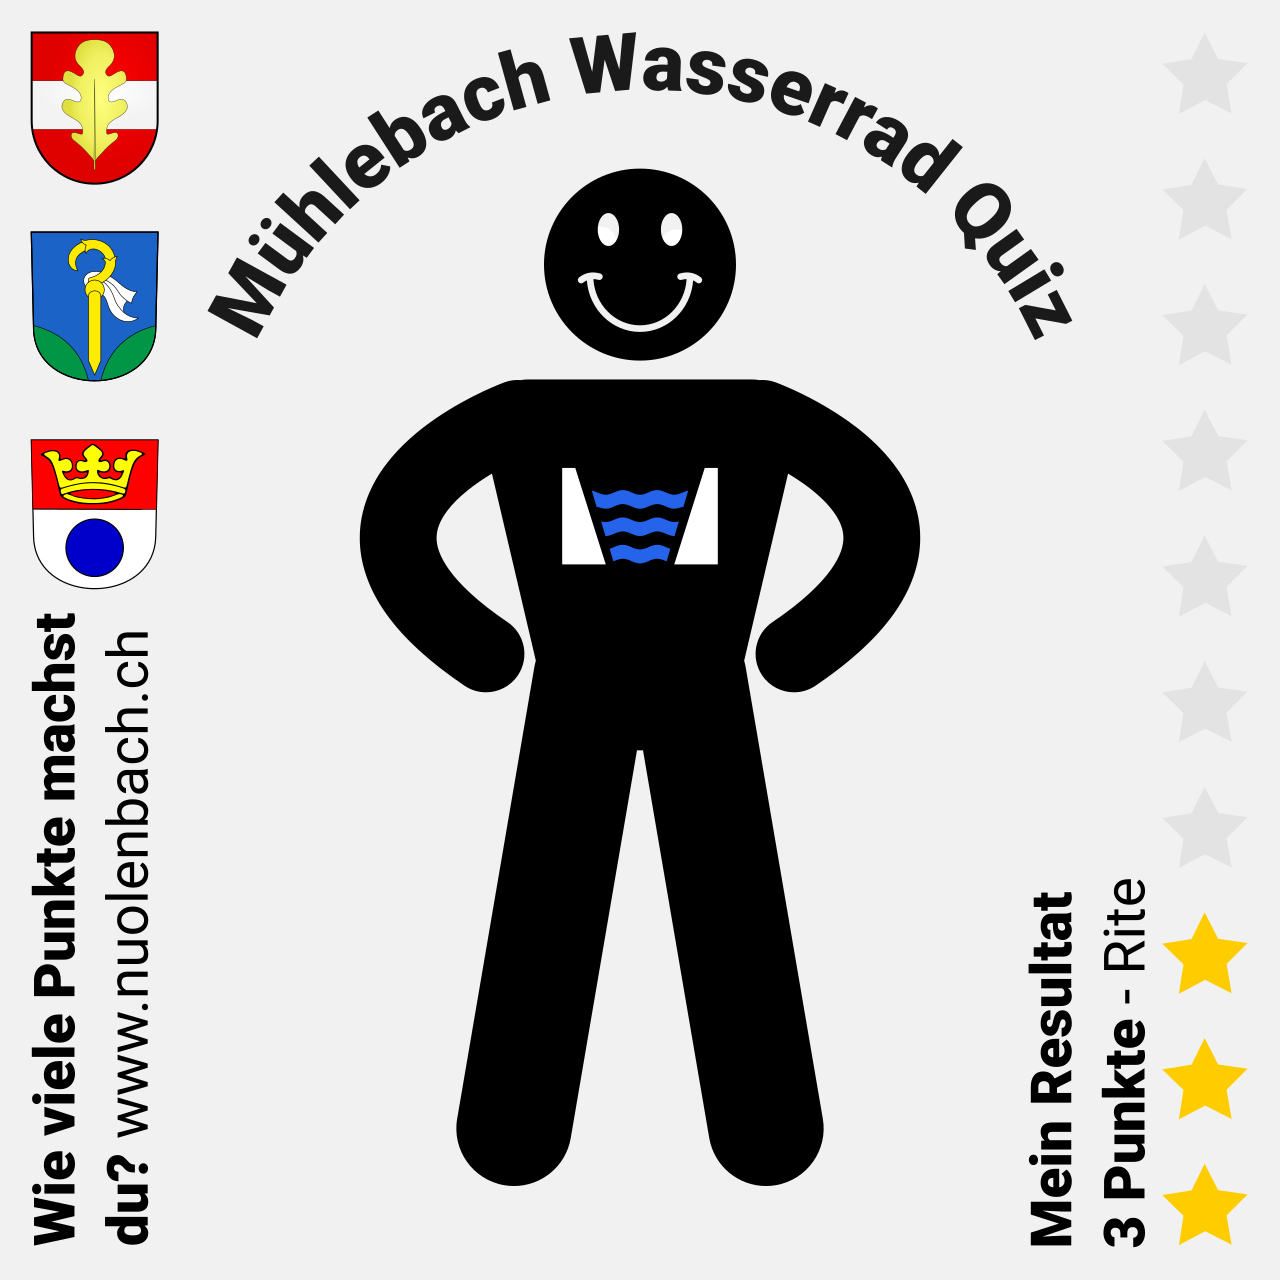 Mühlebach Wasserrad Quiz
Wie viele Punkte machst
du? www.nuolenbach.ch
Mein Resultat
3 Punkte - Rite